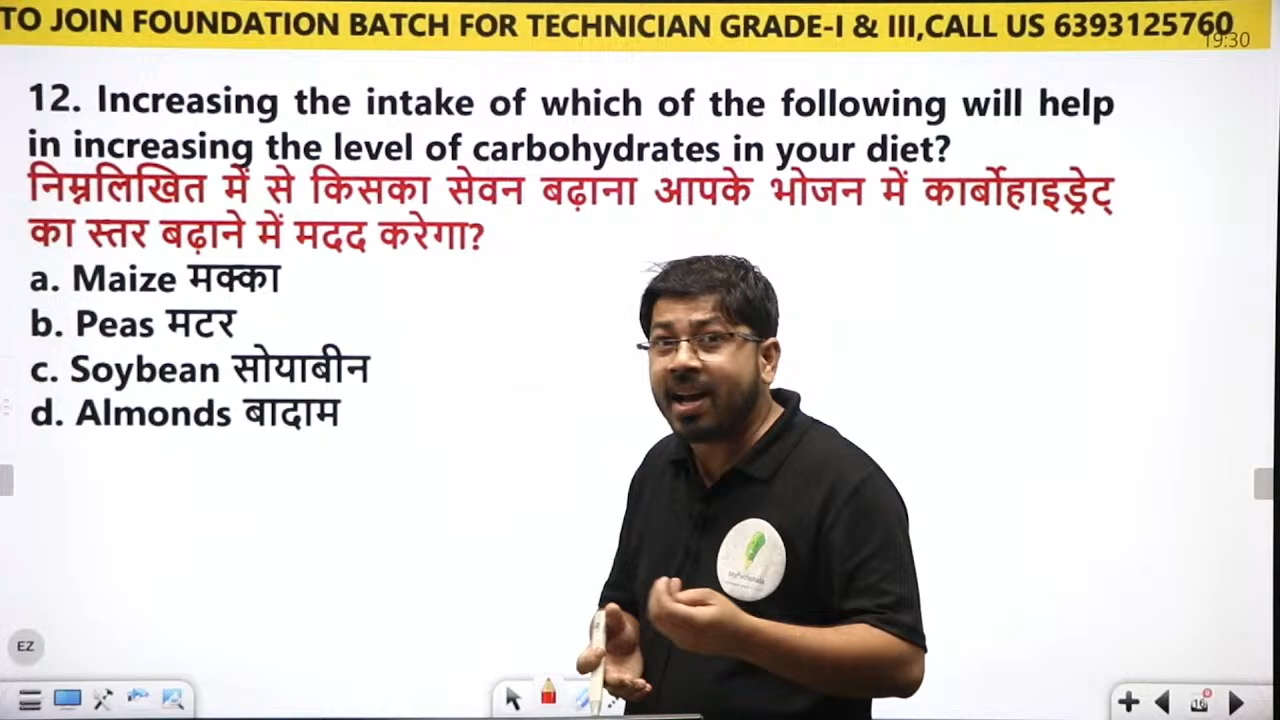 TO JOIN FOUNDATION BATCH FOR TECHNICIAN GRADE-I & III,CALL US 6393125760
19:30
12. Increasing the intake of which of the following will help
in increasing the level of carbohydrates in your diet?
निम्नलिखित में से किसका सेवन बढ़ाना आपके भोजन में कार्बोहाइड्रेट्
का स्तर बढ़ाने में मदद करेगा?
a. Maize मक्का
b. Peas मटर
c. Soybean सोयाबीन
d. Almonds बादाम
MyPathshala
EZ
16